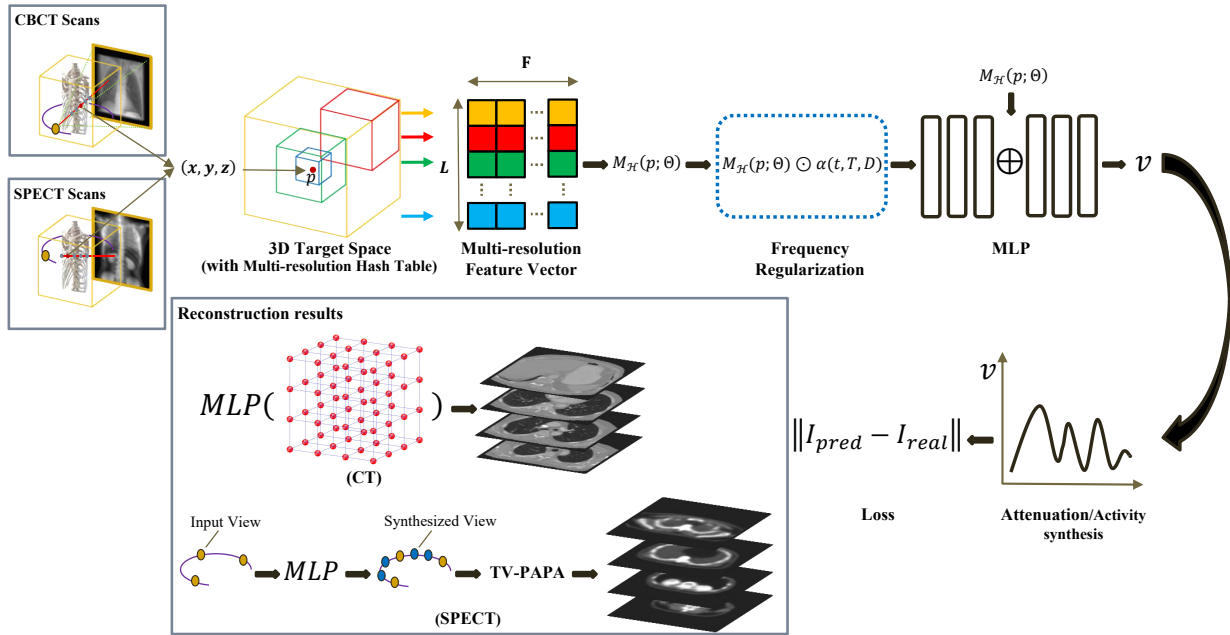 CBCT Scans
SPECT Scans
(x, y, z)
p
3D Target Space
(with Multi-resolution Hash Table)
F
L
Multi-resolution
Feature Vector
M_ℋ(p; Θ)
M_ℋ(p; Θ) ⊙ α(t, T, D)
Frequency
Regularization
M_ℋ(p; Θ)
⊕
MLP
v
v
Attenuation/Activity
synthesis
‖I_pred − I_real‖
Loss
Reconstruction results
MLP( )
(CT)
Input View
Synthesized View
MLP
TV-PAPA
(SPECT)